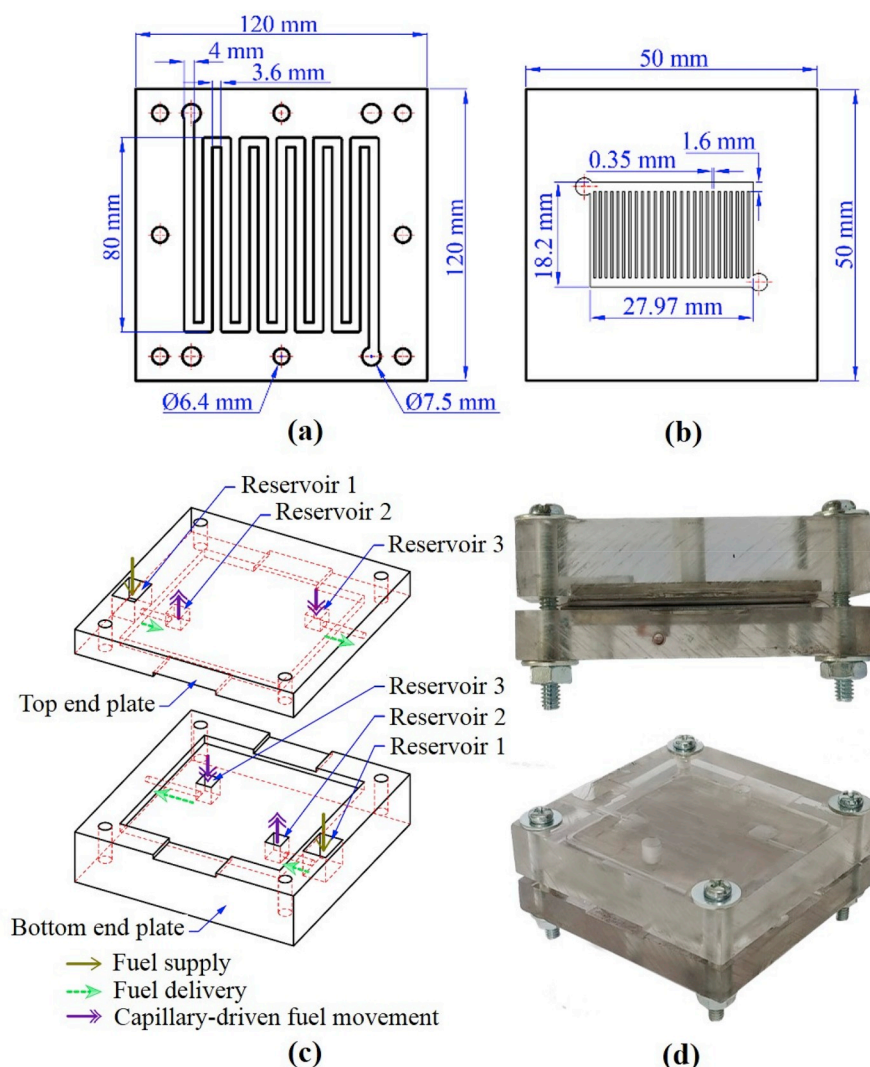 120 mm
4 mm
3.6 mm
80 mm
120 mm
Ø6.4 mm
Ø7.5 mm
(a)
50 mm
1.6 mm
0.35 mm
18.2 mm
27.97 mm
50 mm
(b)
Reservoir 1
Reservoir 2
Reservoir 3
Top end plate
Reservoir 3
Reservoir 2
Reservoir 1
Bottom end plate
Fuel supply
Fuel delivery
Capillary-driven fuel movement
(c)
(d)